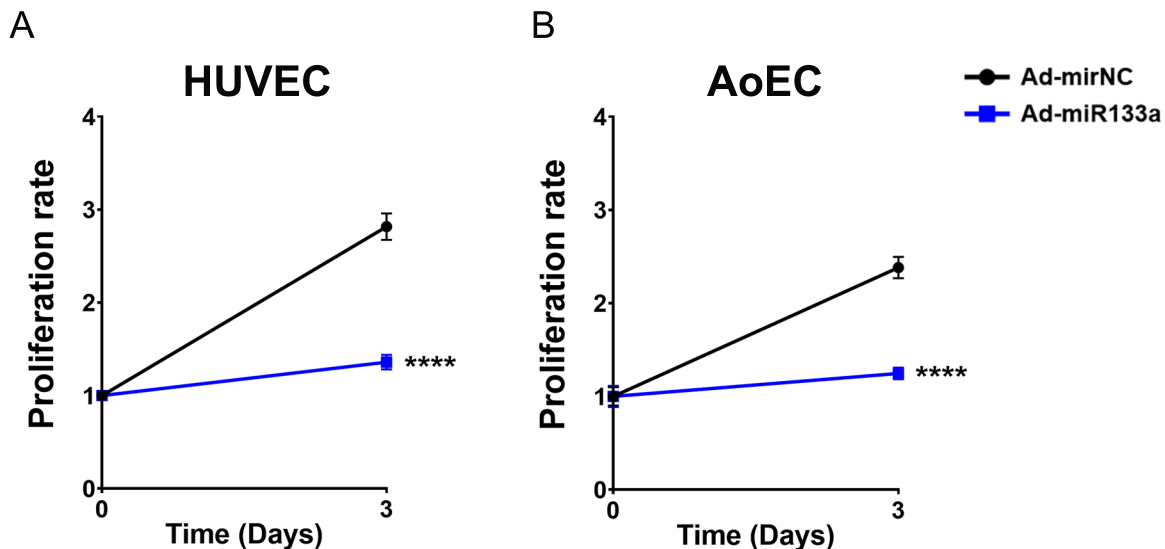 A
B
HUVEC
AoEC
Ad-mirNC
Ad-miR133a
Proliferation rate
4
3
2
1
0
****
0
3
Time (Days)
Proliferation rate
4
3
2
1
0
****
0
3
Time (Days)